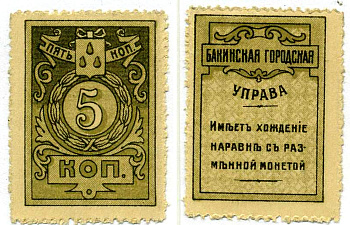 ПЯТЬ КОП.
5
КОП.
БАКИНСКАЯ ГОРОДСКАЯ
УПРАВА
ИМѢЕТЪ ХОЖДЕНІЕ
НАРАВНѢ СЪ РАЗ-
МѢННОЙ МОНЕТОЙ